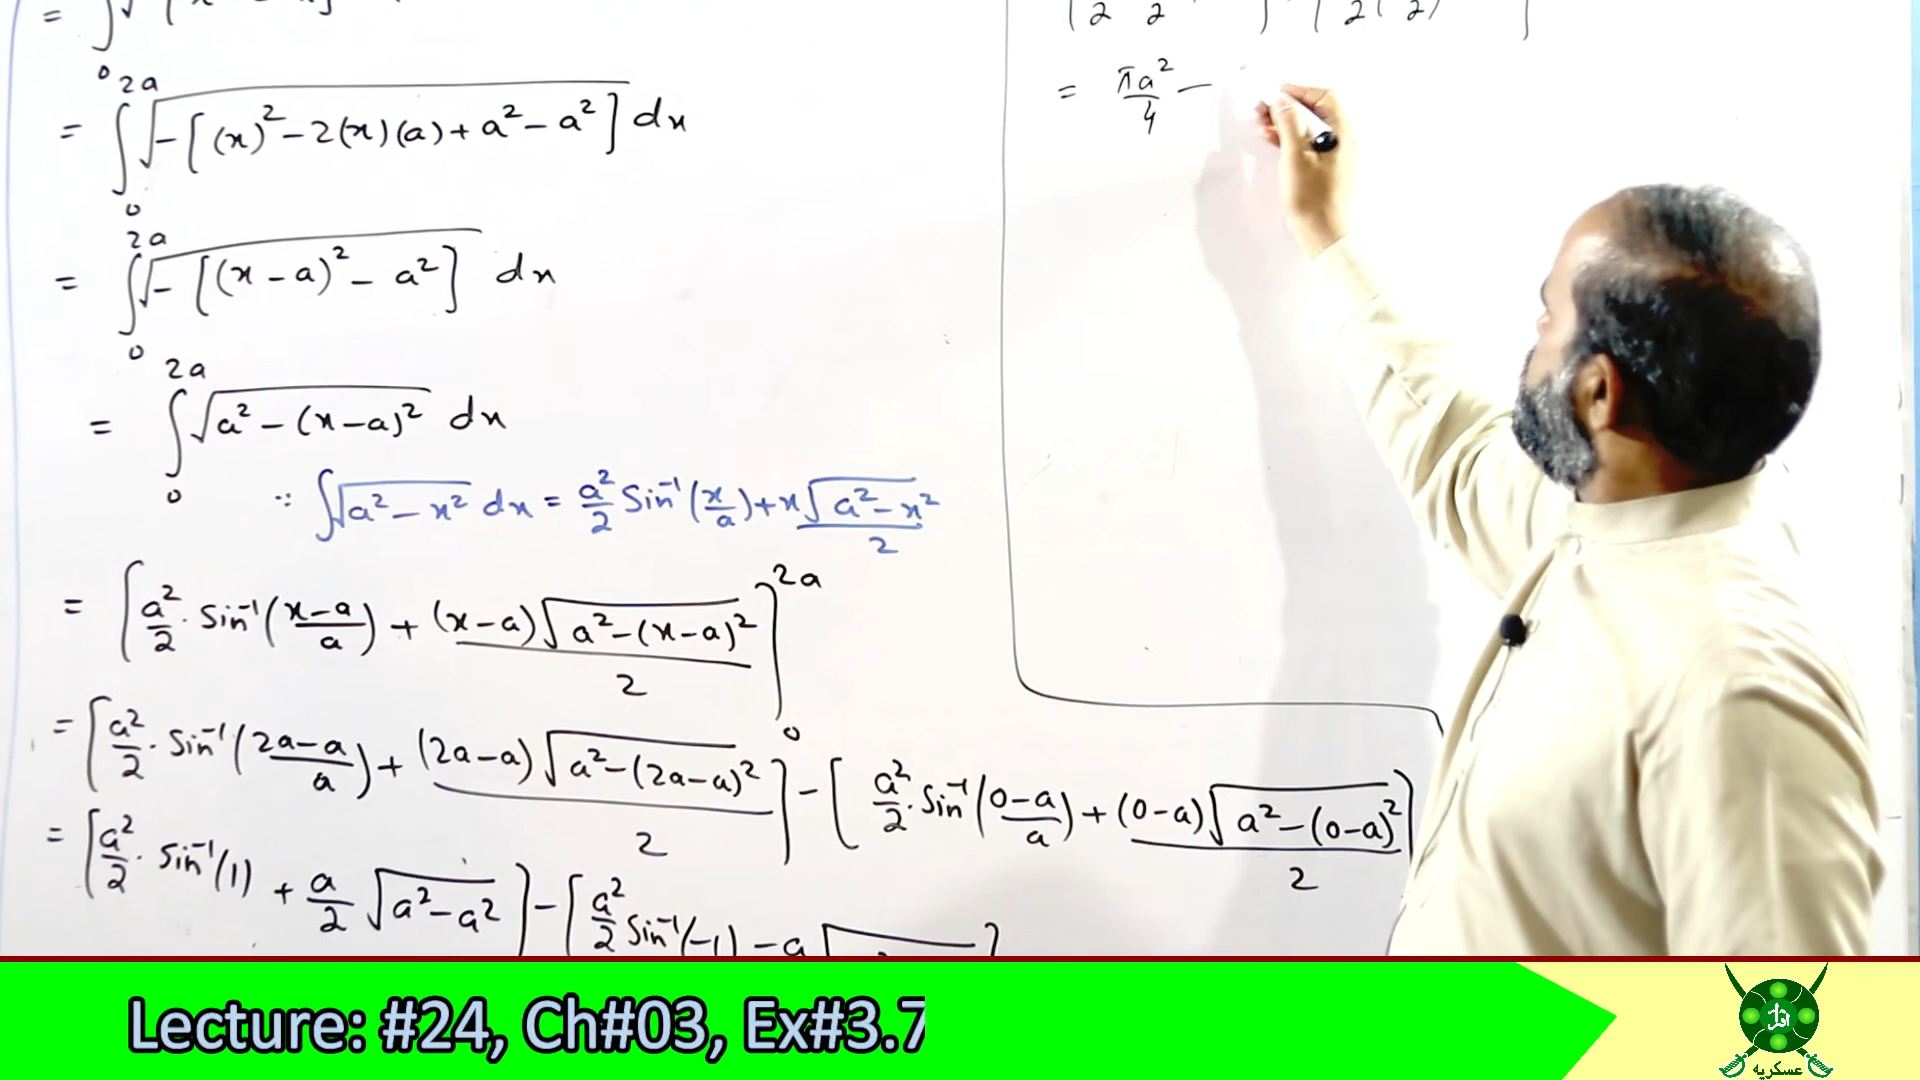 = ∫₀^{2a} √(-[(x)² - 2(x)(a) + a² - a²]) dx
= ∫₀^{2a} √(-[(x - a)² - a²]) dx
= ∫₀^{2a} √(a² - (x-a)²) dx
∵ ∫√(a² - x²) dx = a²/2 Sin⁻¹(x/a) + x√(a² - x²)/2
= [a²/2 . Sin⁻¹((x-a)/a) + (x-a)√(a² - (x-a)²)/2]₀^{2a}
= [a²/2 . Sin⁻¹((2a-a)/a) + (2a-a)√(a² - (2a-a)²)/2] - [a²/2 . Sin⁻¹((0-a)/a) + (0-a)√(a² - (0-a)²)/2]
= [a²/2 . Sin⁻¹(1) + a/2 √(a² - a²)] - [a²/2 Sin⁻¹(-1) - a
= πa²/4 -
Lecture: #24, Ch#03, Ex#3.7
عسکریه